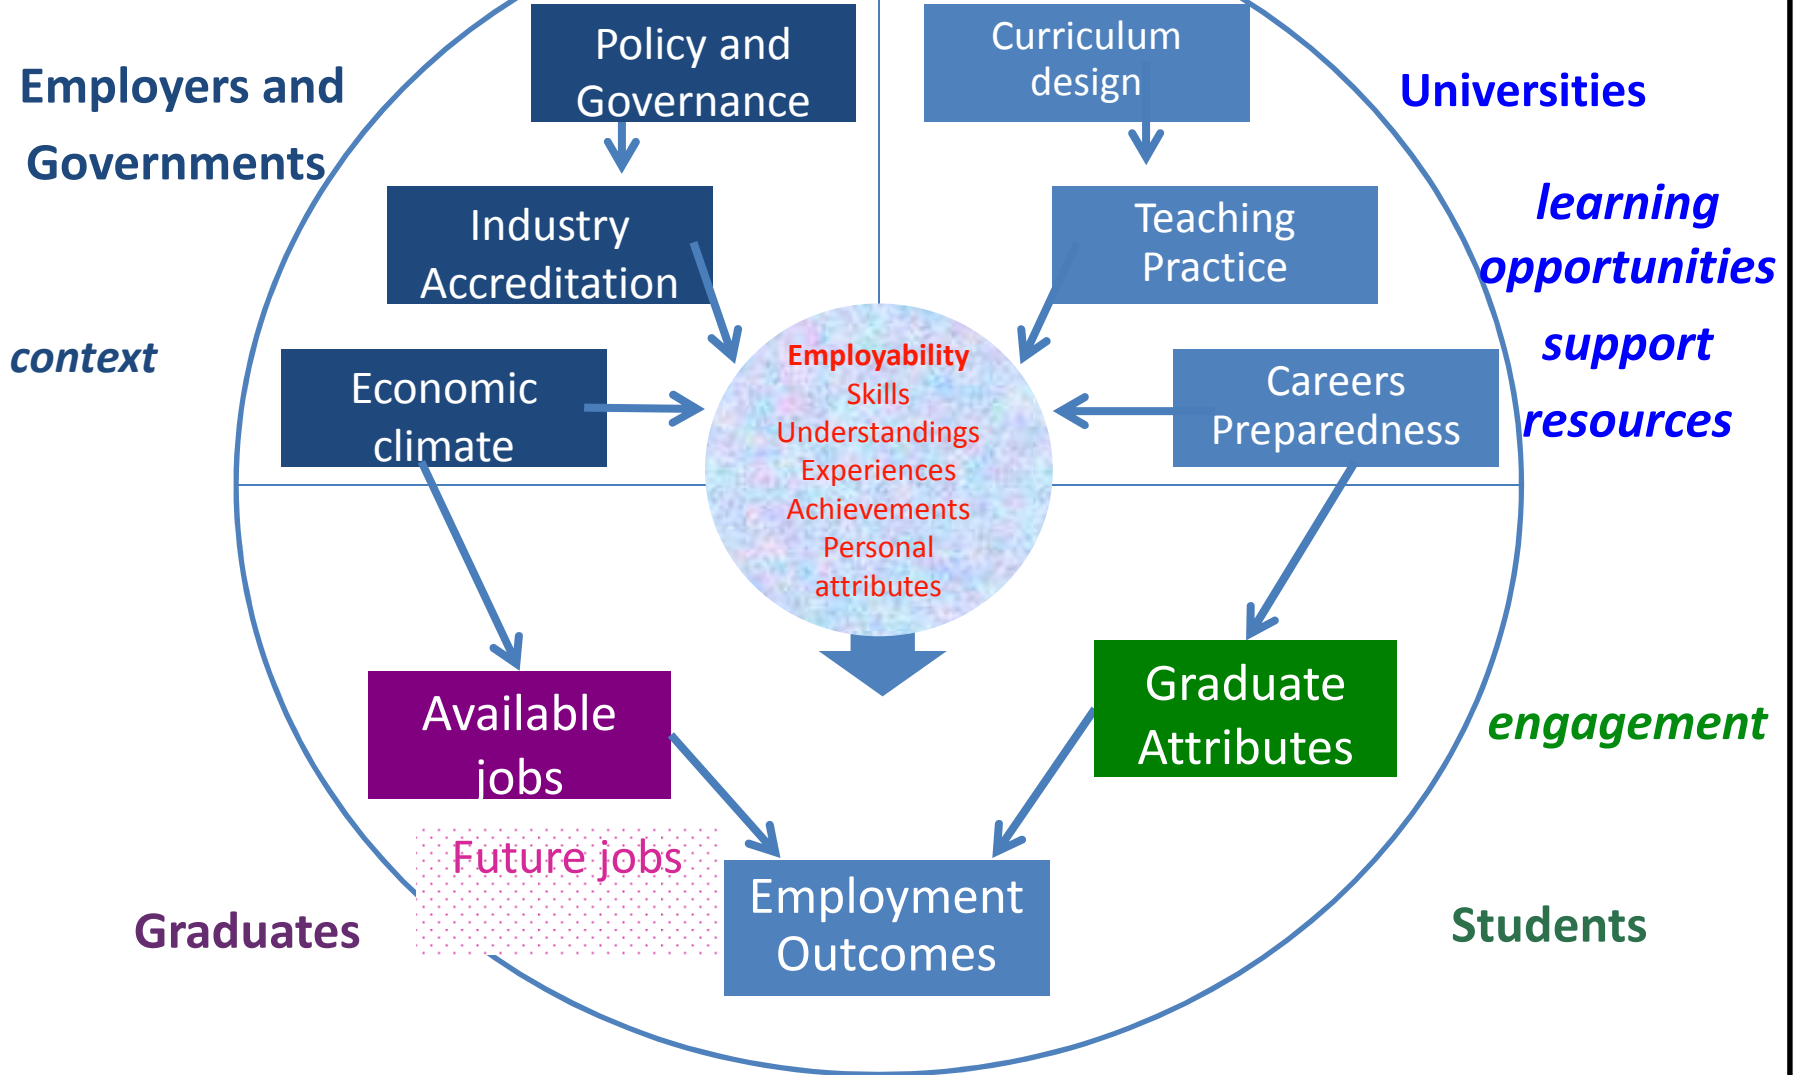 Policy and
Governance
Curriculum
design
Employers and
Governments
Universities
Industry
Accreditation
Teaching
Practice
learning
opportunities
support
resources
context
Economic
climate
Employability
Skills
Understandings
Experiences
Achievements
Personal
attributes
Careers
Preparedness
Available
jobs
Graduate
Attributes
engagement
Future jobs
Employment
Outcomes
Graduates
Students